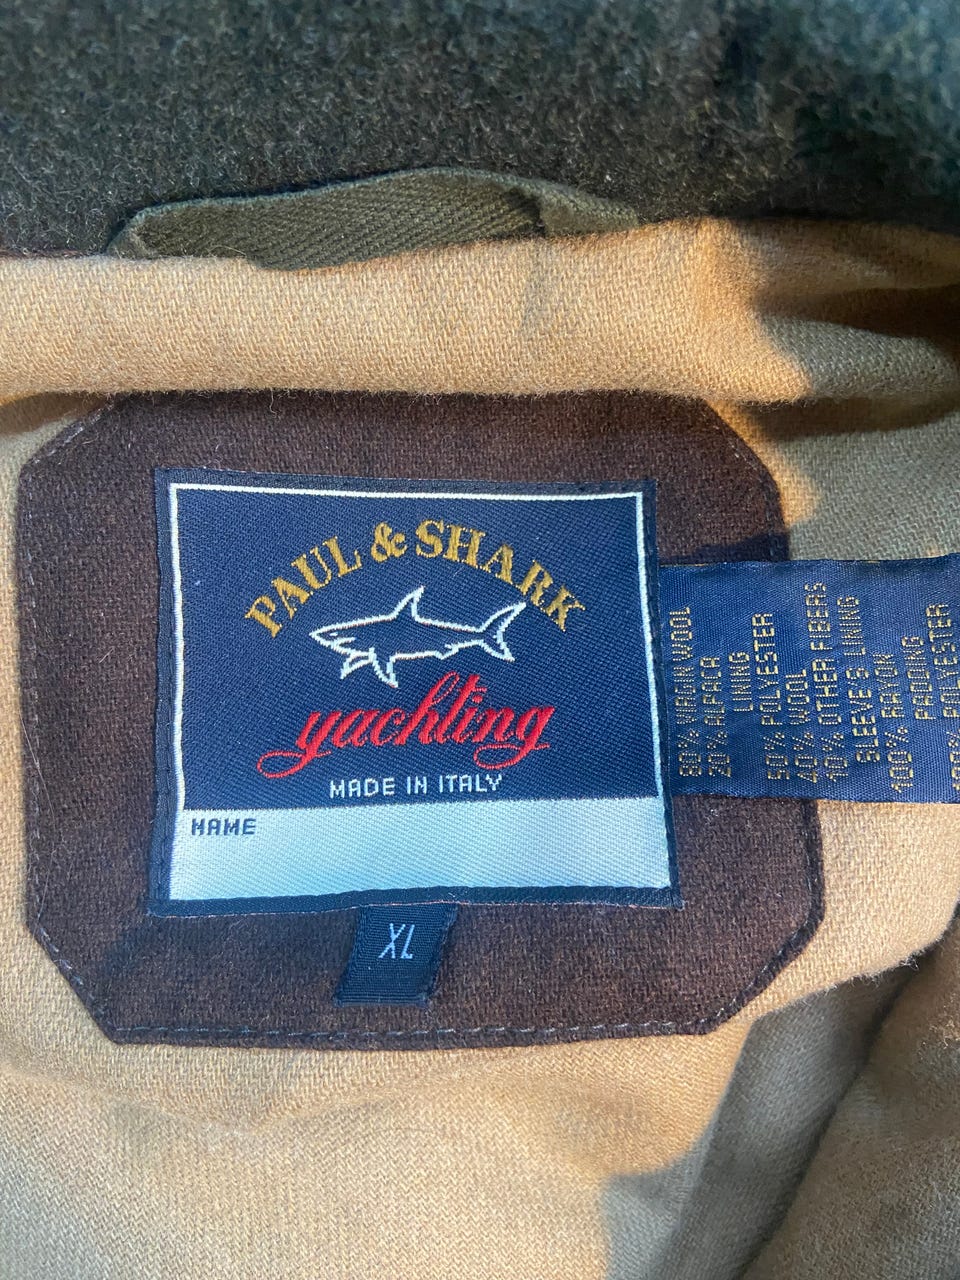 PAUL & SHARK
yachting
MADE IN ITALY
NAME
XL
80% VIRGIN WOOL
20% ALPACA
LINING
50% POLYESTER
40% WOOL
10% OTHER FIBERS
SLEEVES LINING
100% RAYON
PADDING
POLYESTER